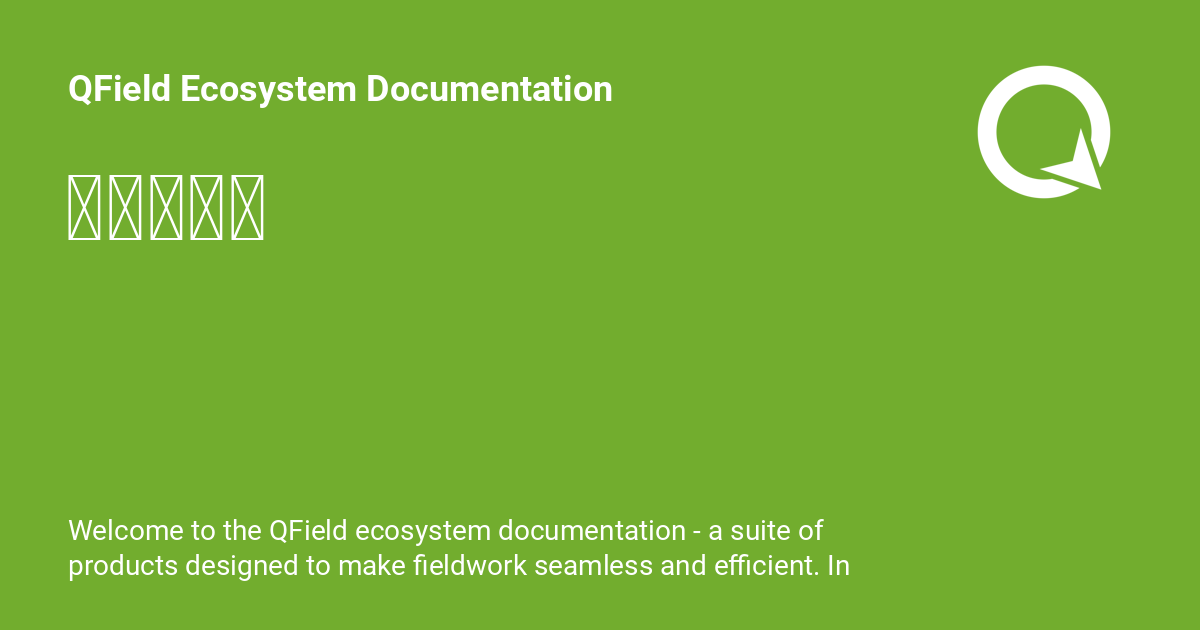 QField Ecosystem Documentation
Welcome to the QField ecosystem documentation - a suite of
products designed to make fieldwork seamless and efficient. In